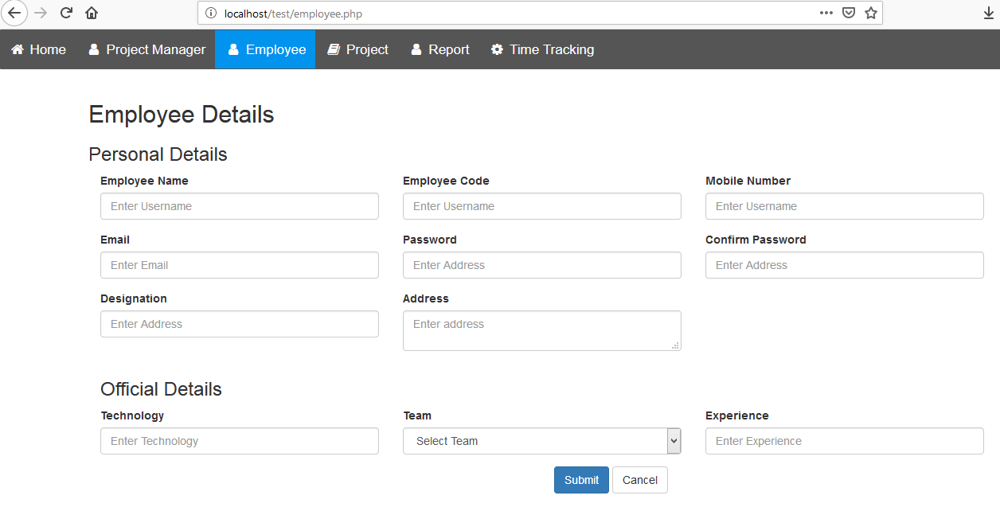 localhost/test/employee.php
Home Project Manager Employee Project Report Time Tracking
Employee Details
Personal Details
Employee Name Employee Code Mobile Number
Enter Username Enter Username Enter Username
Email Password Confirm Password
Enter Email Enter Address Enter Address
Designation Address
Enter Address Enter address
Official Details
Technology Team Experience
Enter Technology Select Team Enter Experience
Submit Cancel